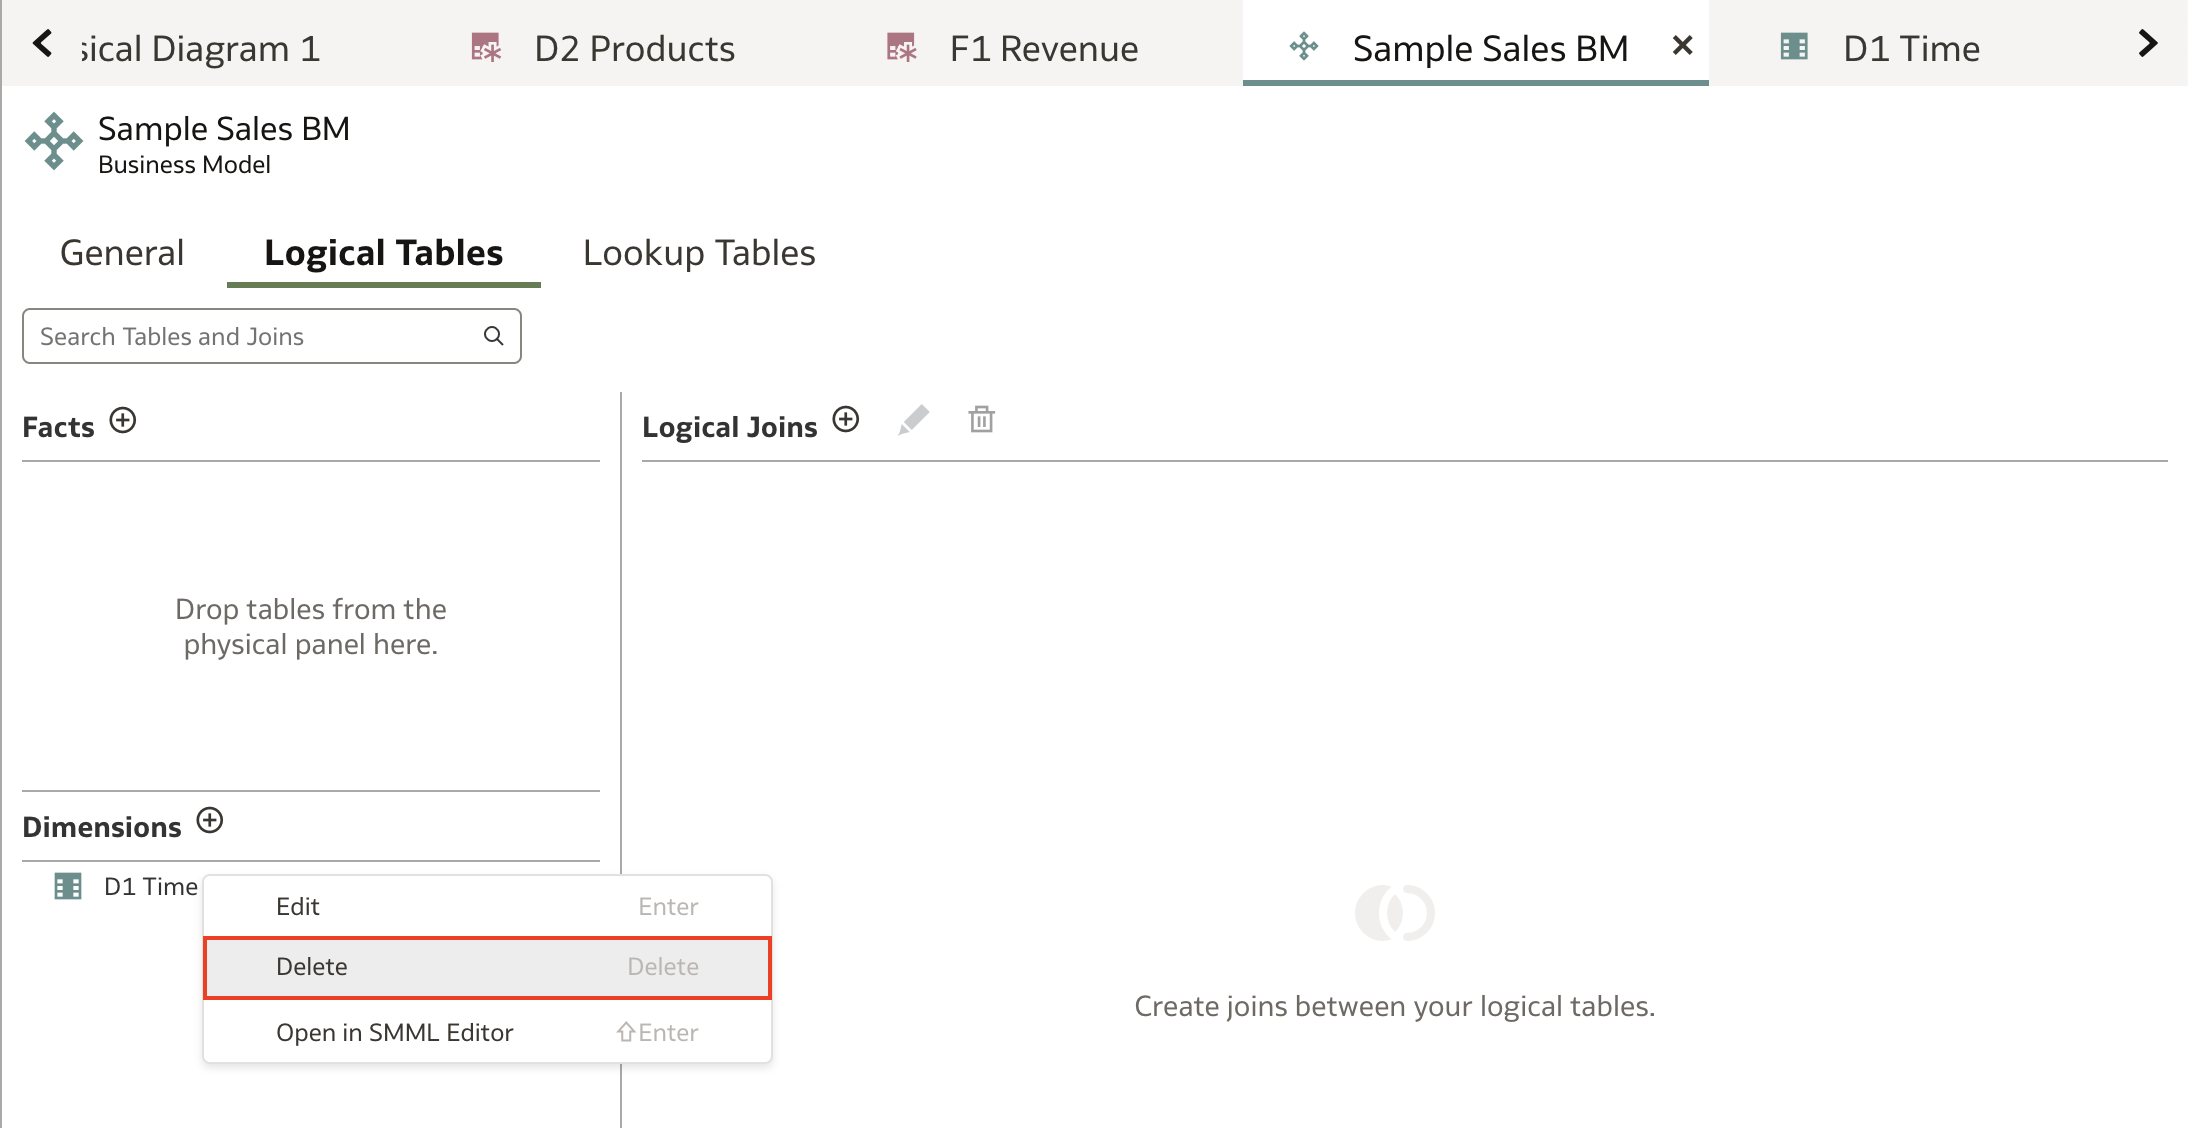 sical Diagram 1
D2 Products
F1 Revenue
Sample Sales BM
D1 Time
Sample Sales BM
Business Model
General
Logical Tables
Lookup Tables
Search Tables and Joins
Facts
Logical Joins
Drop tables from the
physical panel here.
Dimensions
D1 Time
Edit Enter
Delete Delete
Open in SMML Editor ⇧Enter
Create joins between your logical tables.